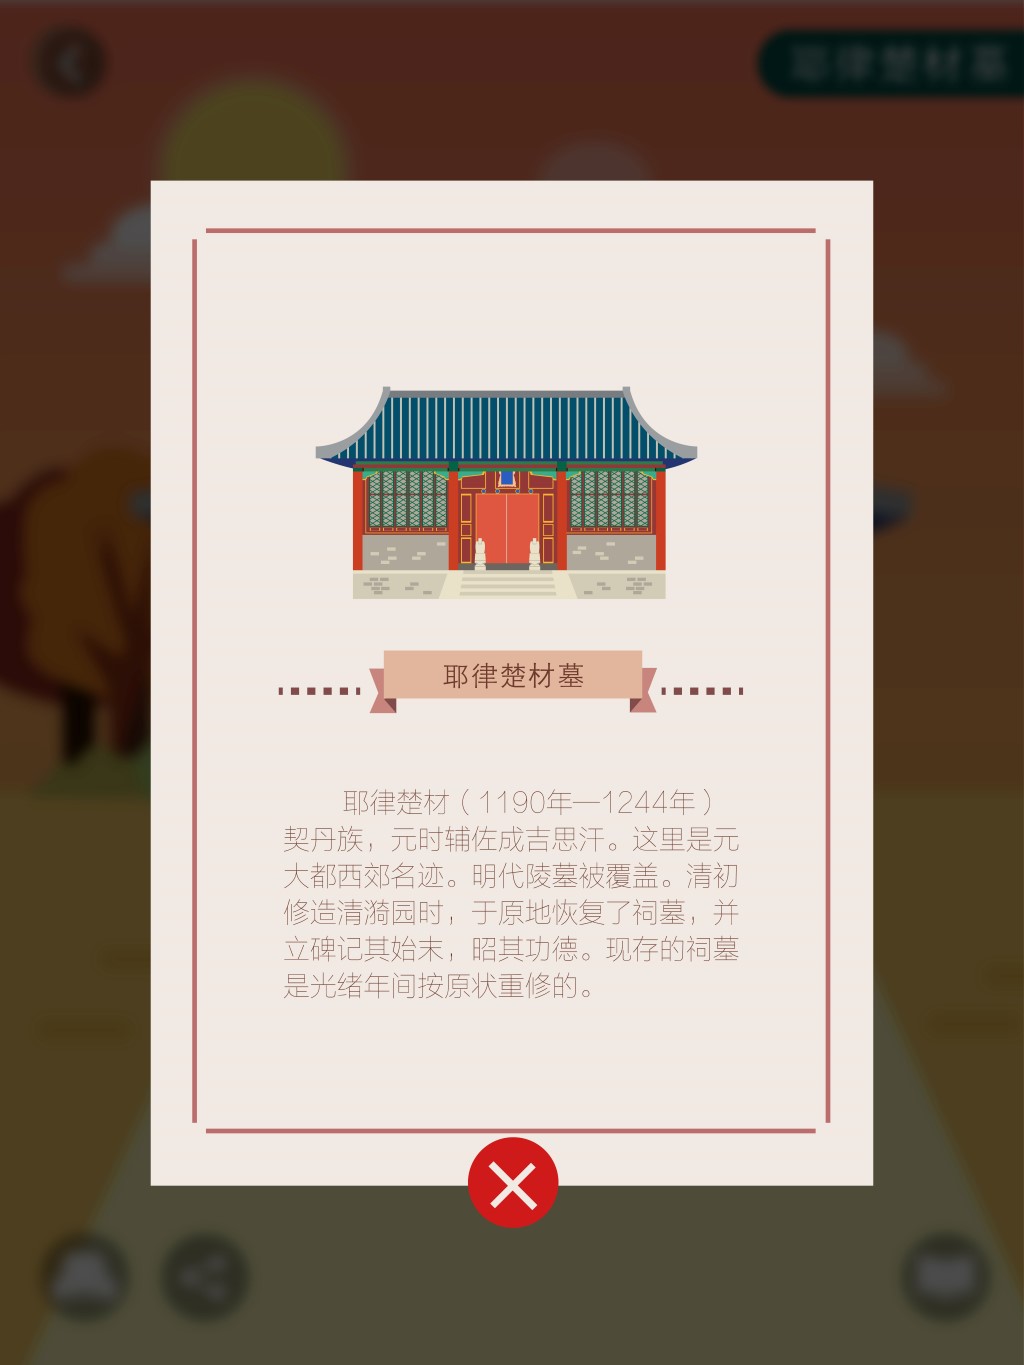 耶律楚材墓
耶律楚材墓
耶律楚材（1190年—1244年）
契丹族，元时辅佐成吉思汗。这里是元
大都西郊名迹。明代陵墓被覆盖。清初
修造清漪园时，于原地恢复了祠墓，并
立碑记其始末，昭其功德。现存的祠墓
是光绪年间按原状重修的。